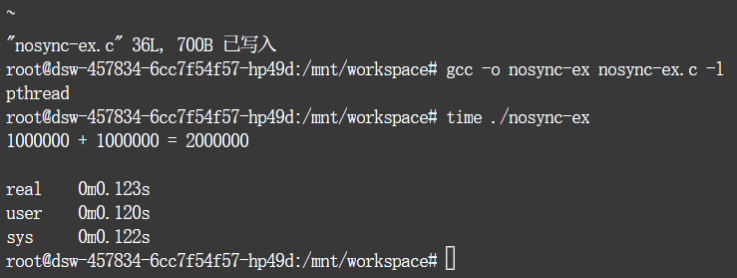 ~
"nosync-ex.c" 36L, 700B 已写入
root@dsw-457834-6cc7f54f57-hp49d:/mnt/workspace# gcc -o nosync-ex nosync-ex.c -l
pthread
root@dsw-457834-6cc7f54f57-hp49d:/mnt/workspace# time ./nosync-ex
1000000 + 1000000 = 2000000
real 0m0.123s
user 0m0.120s
sys 0m0.122s
root@dsw-457834-6cc7f54f57-hp49d:/mnt/workspace#